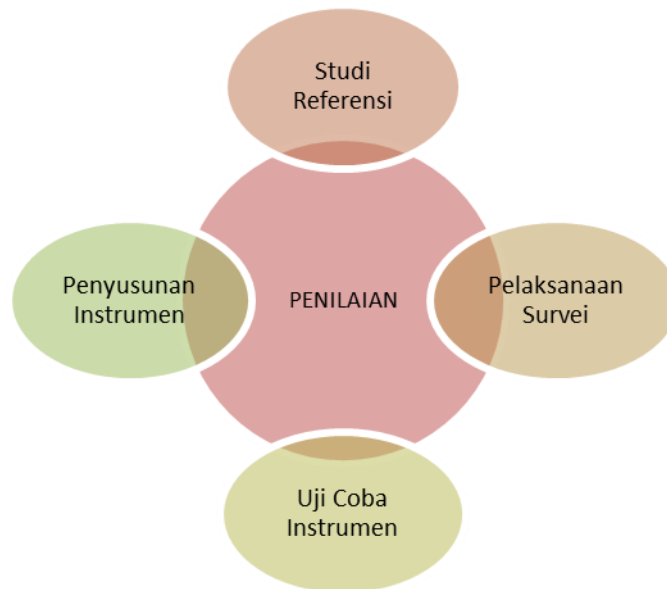 Studi
Referensi
Penyusunan
Instrumen
PENILAIAN
Pelaksanaan
Survei
Uji Coba
Instrumen